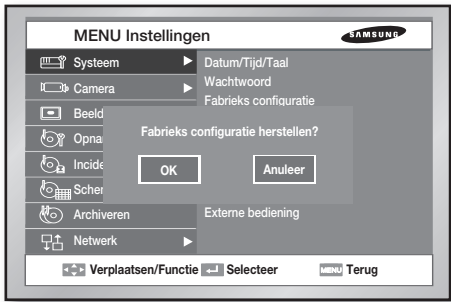 MENU Instellingen
SAMSUNG
Systeem
Datum/Tijd/Taal
Camera
Wachtwoord
Fabrieks configuratie
Beeld
Fabrieks configuratie herstellen?
OK
Anuleer
Archiveren
Externe bediening
Netwerk
Verplaatsen/Functie
Selecteer
MENU Terug